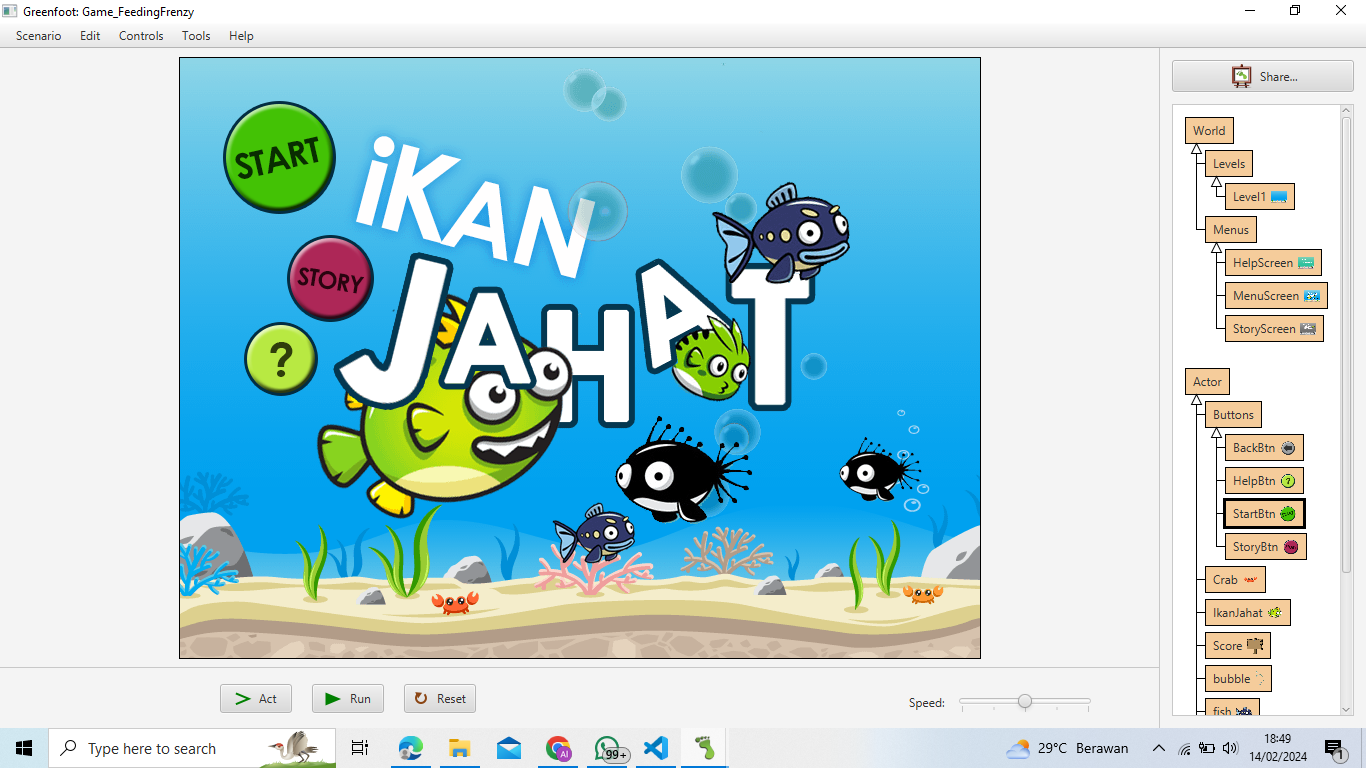 Greenfoot: Game_FeedingFrenzy
Scenario Edit Controls Tools Help
START
iKAN
JAHAT
STORY
?
Share...
World
Levels
Level1
Menus
HelpScreen
MenuScreen
StoryScreen
Actor
Buttons
BackBtn
HelpBtn
StartBtn
StoryBtn
Crab
IkanJahat
Score
bubble
fish
Act Run Reset Speed:
Type here to search
AI
99+
29°C Berawan
18:49
14/02/2024
1